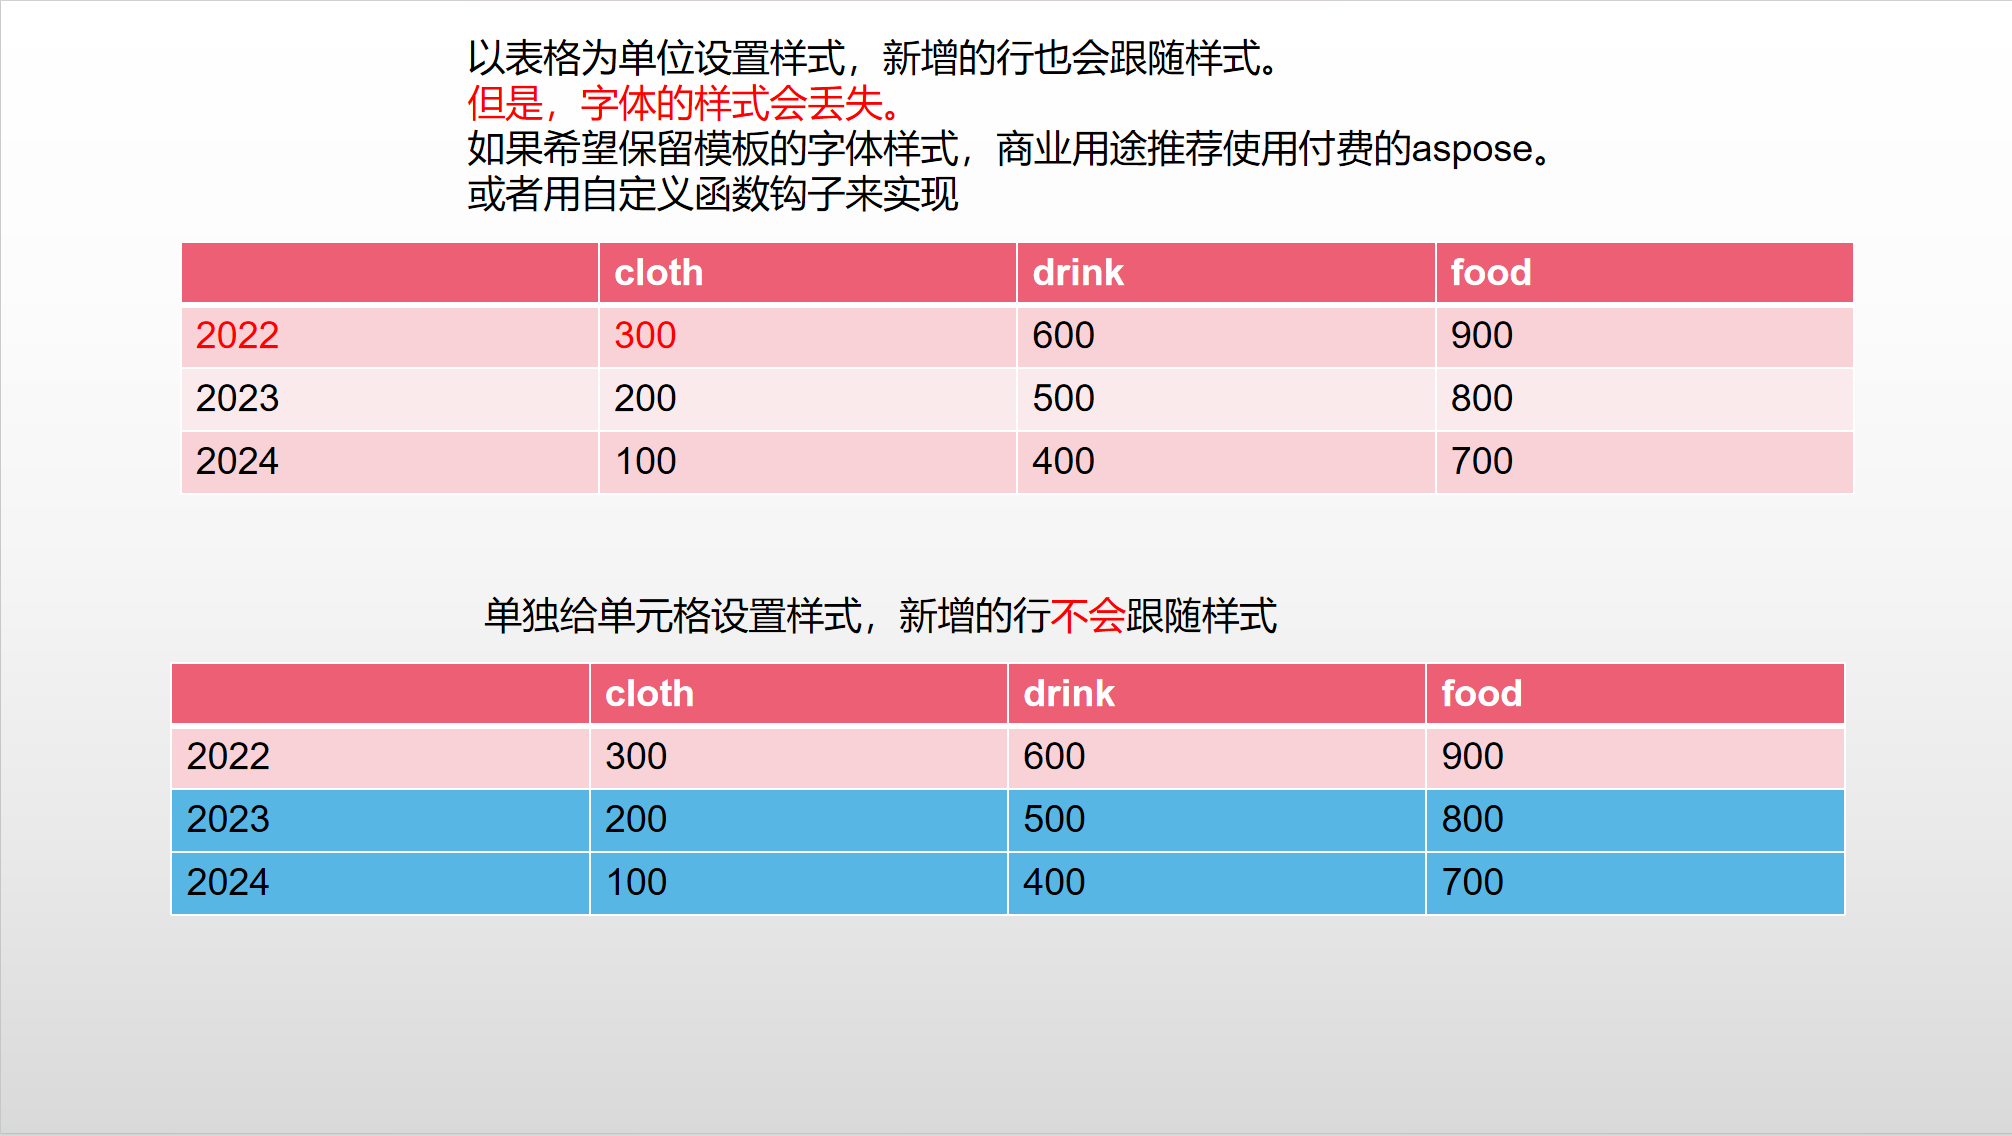 以表格为单位设置样式，新增的行也会跟随样式。
但是，字体的样式会丢失。
如果希望保留模板的字体样式，商业用途推荐使用付费的aspose。
或者用自定义函数钩子来实现
cloth drink food
2022 300 600 900
2023 200 500 800
2024 100 400 700
单独给单元格设置样式，新增的行不会跟随样式
cloth drink food
2022 300 600 900
2023 200 500 800
2024 100 400 700